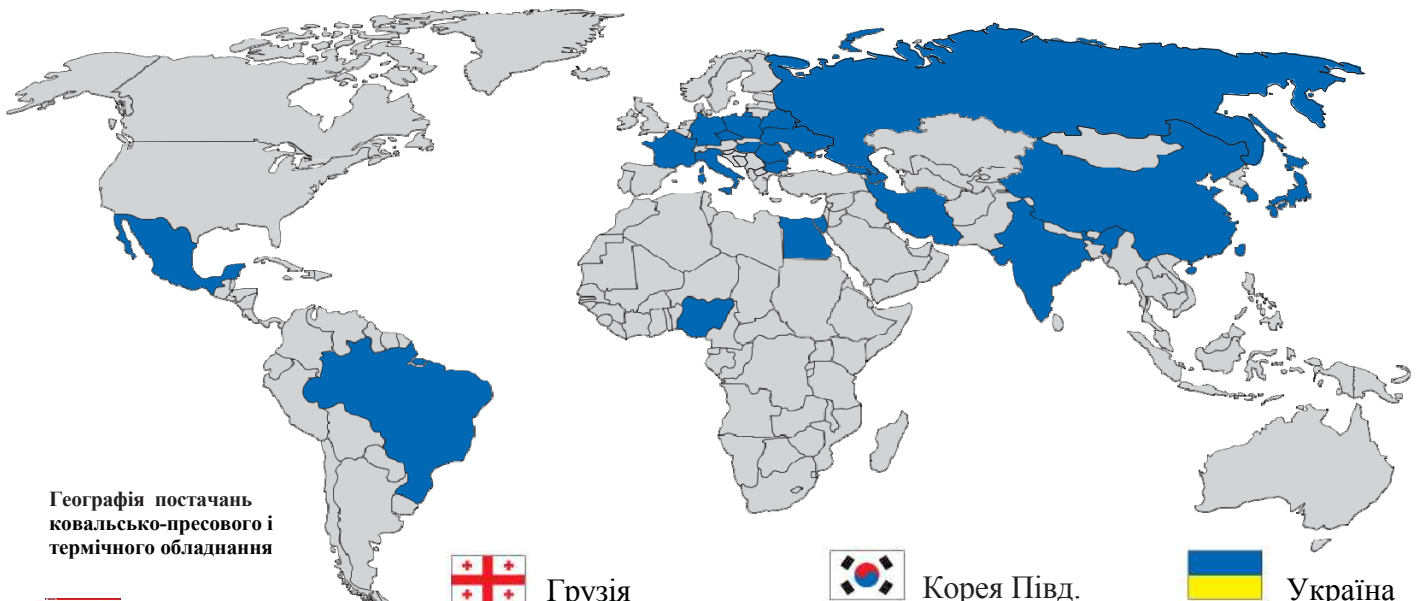 Географія постачань
ковальсько-пресового і
термічного обладнання
Грузія
Корея Півд.
Україна